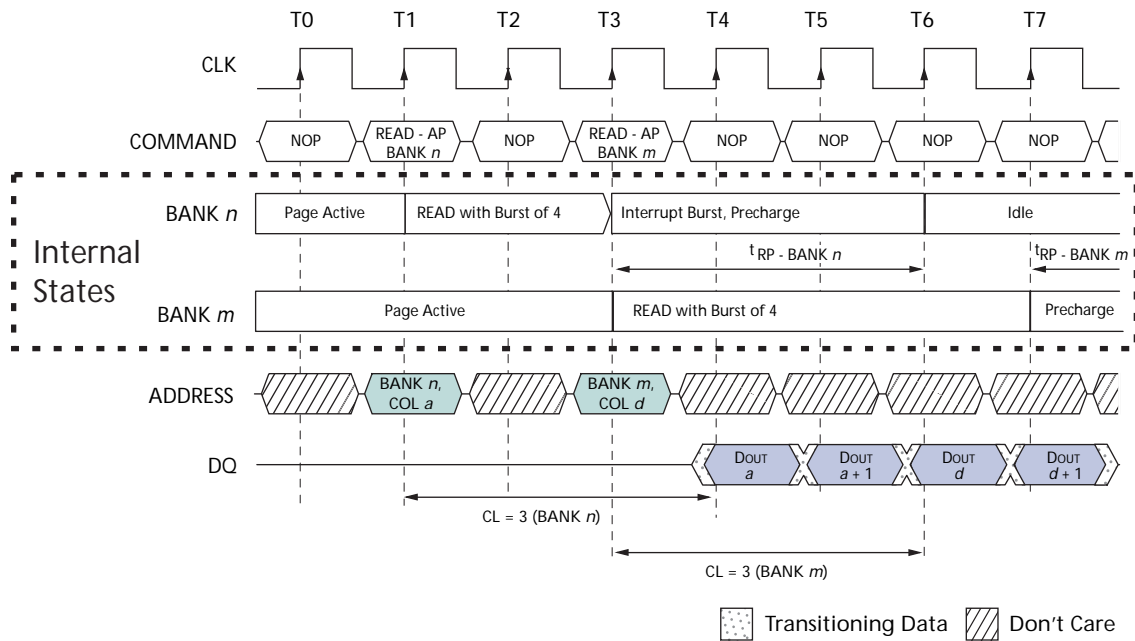 T0 T1 T2 T3 T4 T5 T6 T7
CLK
COMMAND NOP READ - AP BANK n NOP READ - AP BANK m NOP NOP NOP NOP
Internal States
BANK n Page Active READ with Burst of 4 Interrupt Burst, Precharge Idle
tRP - BANK n tRP - BANK m
BANK m Page Active READ with Burst of 4 Precharge
ADDRESS BANK n, COL a BANK m, COL d
DQ DOUT a DOUT a + 1 DOUT d DOUT d + 1
CL = 3 (BANK n)
CL = 3 (BANK m)
Transitioning Data Don't Care